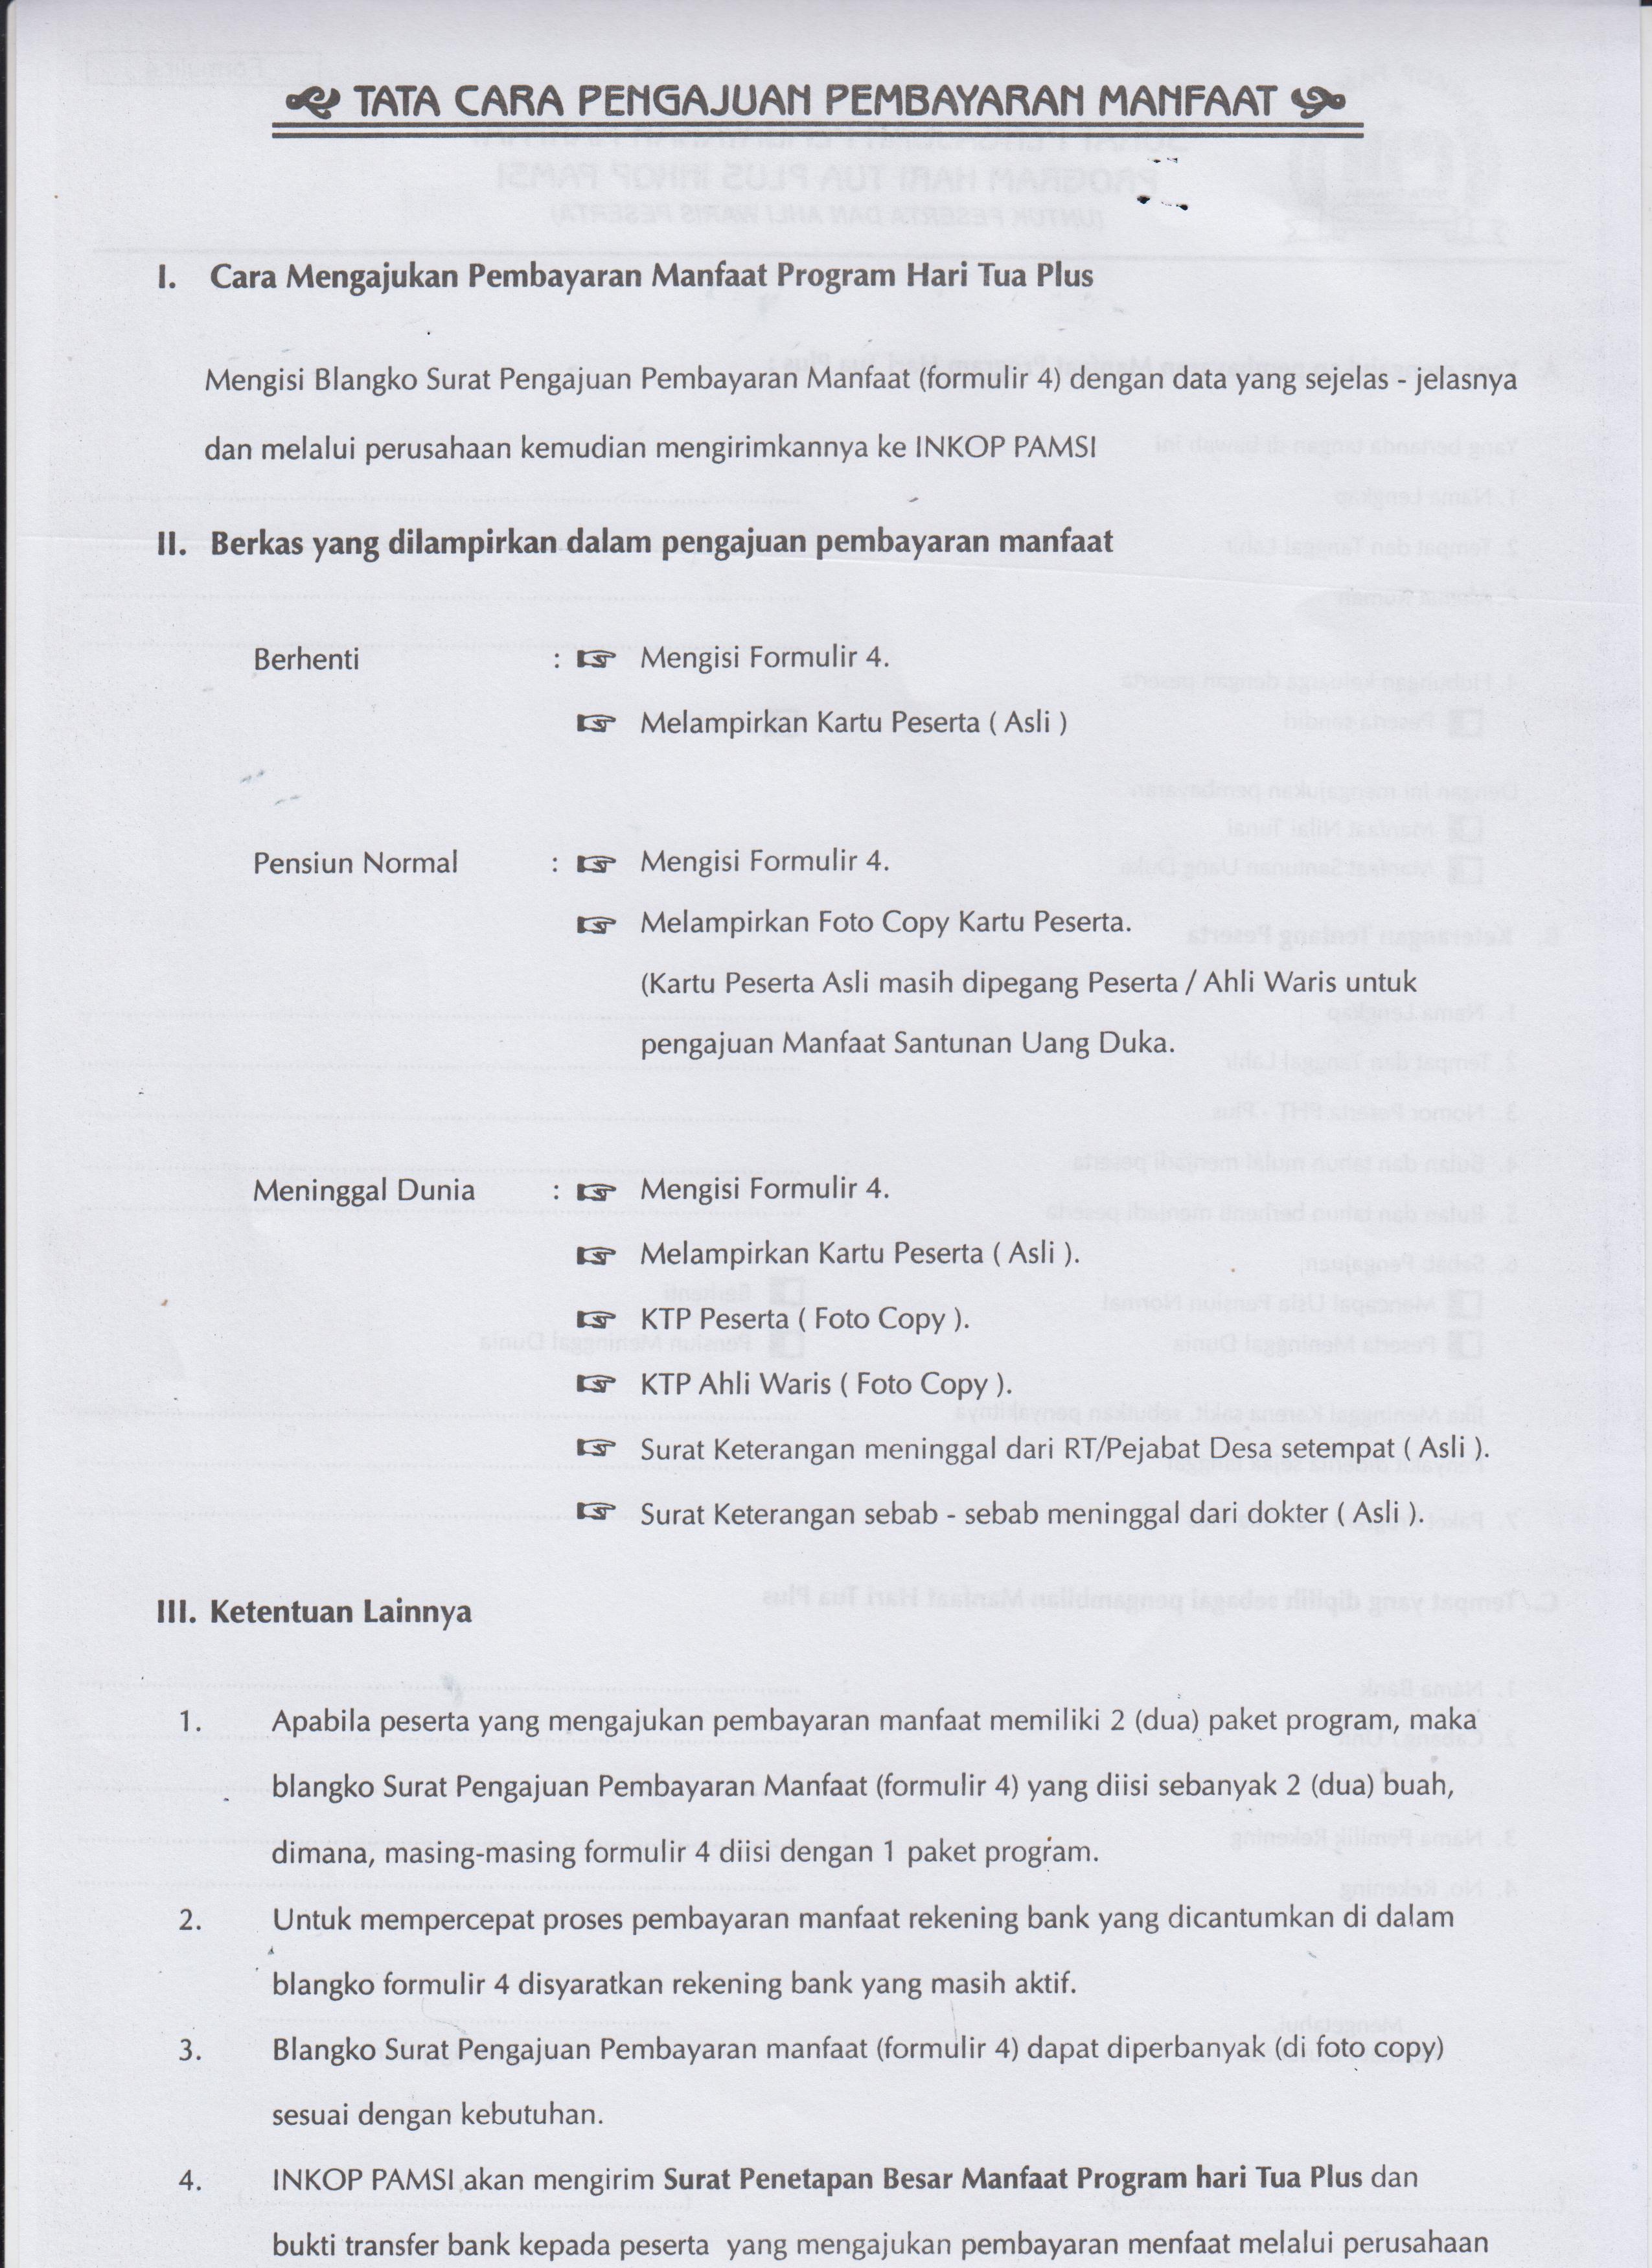 TATA CARA PENGAJUAN PEMBAYARAN MANFAAT
I. Cara Mengajukan Pembayaran Manfaat Program Hari Tua Plus
Mengisi Blangko Surat Pengajuan Pembayaran Manfaat (formulir 4) dengan data yang sejelas - jelasnya
dan melalui perusahaan kemudian mengirimkannya ke INKOP PAMSI
II. Berkas yang dilampirkan dalam pengajuan pembayaran manfaat
Berhenti : ☞ Mengisi Formulir 4.
☞ Melampirkan Kartu Peserta ( Asli )
Pensiun Normal : ☞ Mengisi Formulir 4.
☞ Melampirkan Foto Copy Kartu Peserta.
(Kartu Peserta Asli masih dipegang Peserta / Ahli Waris untuk
pengajuan Manfaat Santunan Uang Duka.
Meninggal Dunia : ☞ Mengisi Formulir 4.
☞ Melampirkan Kartu Peserta ( Asli ).
☞ KTP Peserta ( Foto Copy ).
☞ KTP Ahli Waris ( Foto Copy ).
☞ Surat Keterangan meninggal dari RT/Pejabat Desa setempat ( Asli ).
☞ Surat Keterangan sebab - sebab meninggal dari dokter ( Asli ).
III. Ketentuan Lainnya
1. Apabila peserta yang mengajukan pembayaran manfaat memiliki 2 (dua) paket program, maka
blangko Surat Pengajuan Pembayaran Manfaat (formulir 4) yang diisi sebanyak 2 (dua) buah,
dimana, masing-masing formulir 4 diisi dengan 1 paket program.
2. Untuk mempercepat proses pembayaran manfaat rekening bank yang dicantumkan di dalam
blangko formulir 4 disyaratkan rekening bank yang masih aktif.
3. Blangko Surat Pengajuan Pembayaran manfaat (formulir 4) dapat diperbanyak (di foto copy)
sesuai dengan kebutuhan.
4. INKOP PAMSI akan mengirim Surat Penetapan Besar Manfaat Program hari Tua Plus dan
bukti transfer bank kepada peserta yang mengajukan pembayaran menfaat melalui perusahaan